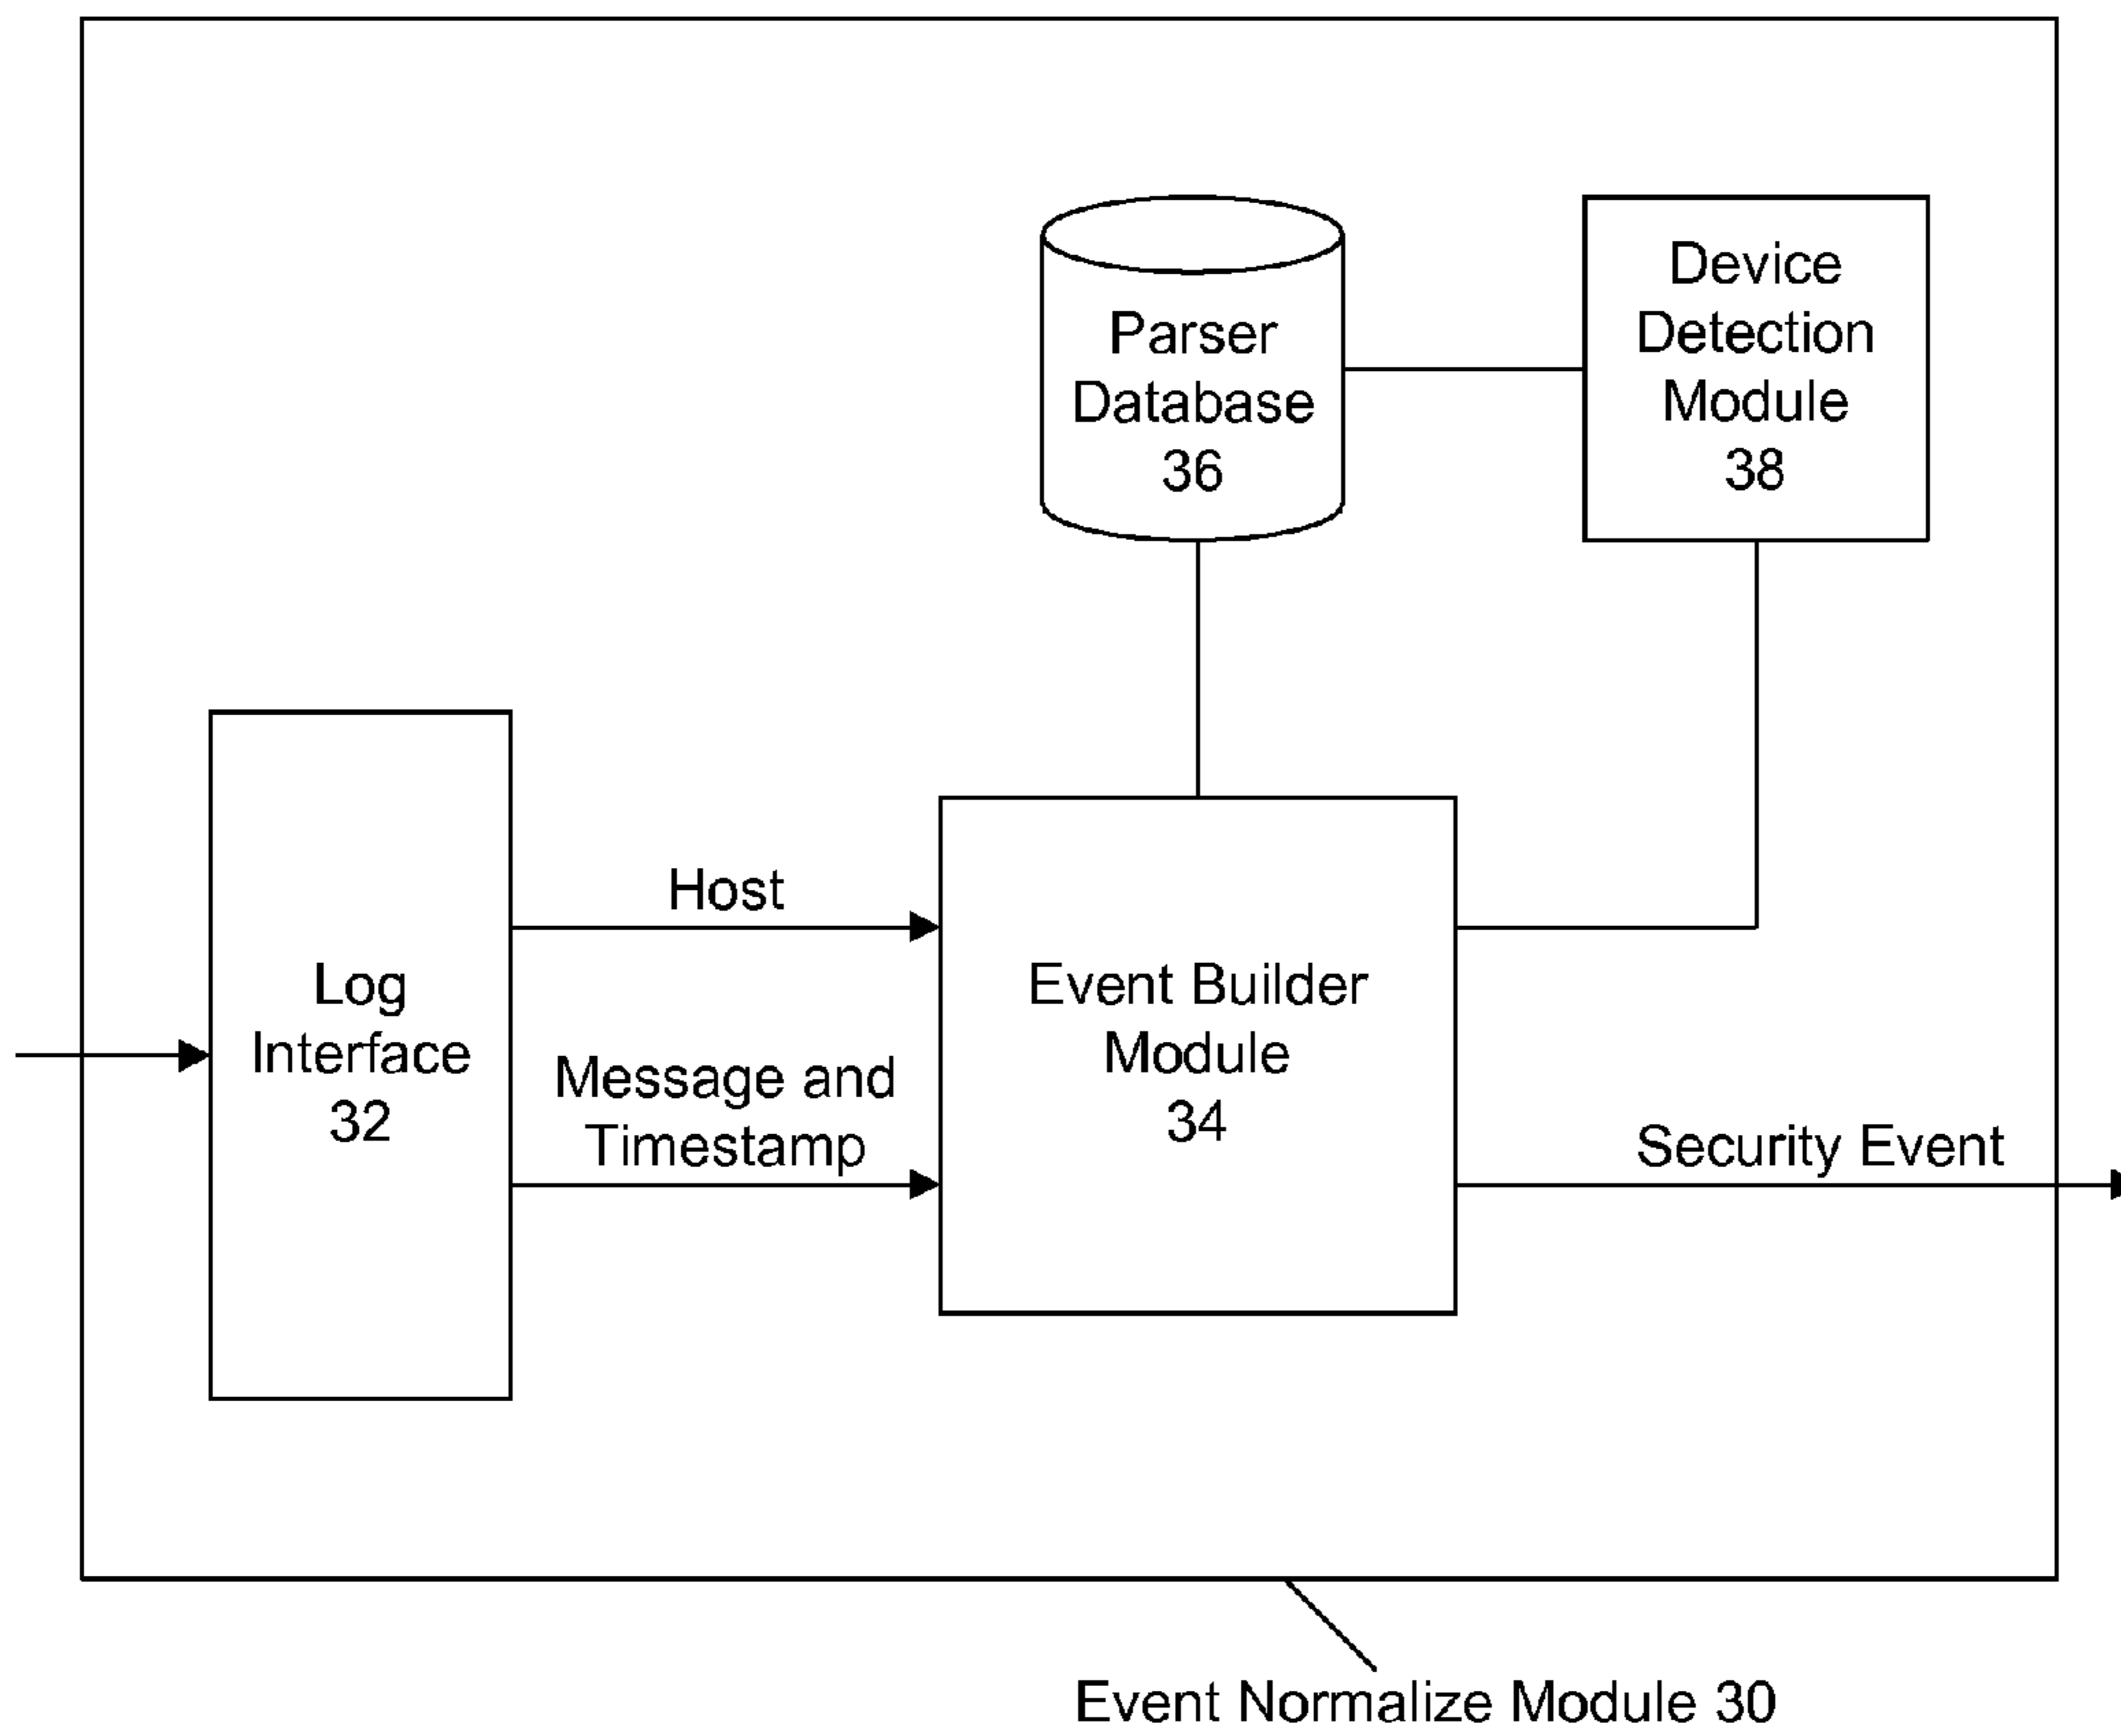 Parser
Database
36
Device
Detection
Module
38
Host
Log
Interface
32
Message and
Timestamp
Event Builder
Module
34
Security Event
Event Normalize Module 30